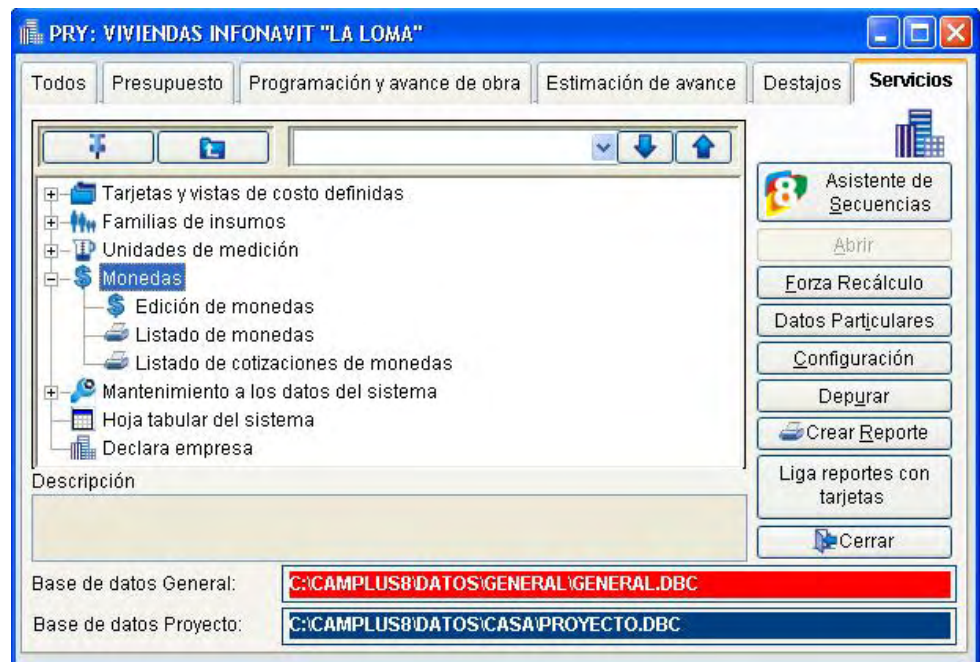 PRY: VIVIENDAS INFONAVIT "LA LOMA"
Todos
Presupuesto
Programación y avance de obra
Estimación de avance
Destajos
Servicios
Tarjetas y vistas de costo definidas
Familias de insumos
Unidades de medición
Monedas
Edición de monedas
Listado de monedas
Listado de cotizaciones de monedas
Mantenimiento a los datos del sistema
Hoja tabular del sistema
Declara empresa
8
Asistente de
Secuencias
Abrir
Forza Recálculo
Datos Particulares
Configuración
Depurar
Crear Reporte
Liga reportes con
tarjetas
Cerrar
Descripción
Base de datos General:
C:\CAMPLUS8\DATOS\GENERAL\GENERAL.DBC
Base de datos Proyecto:
C:\CAMPLUS8\DATOS\CASA\PROYECTO.DBC